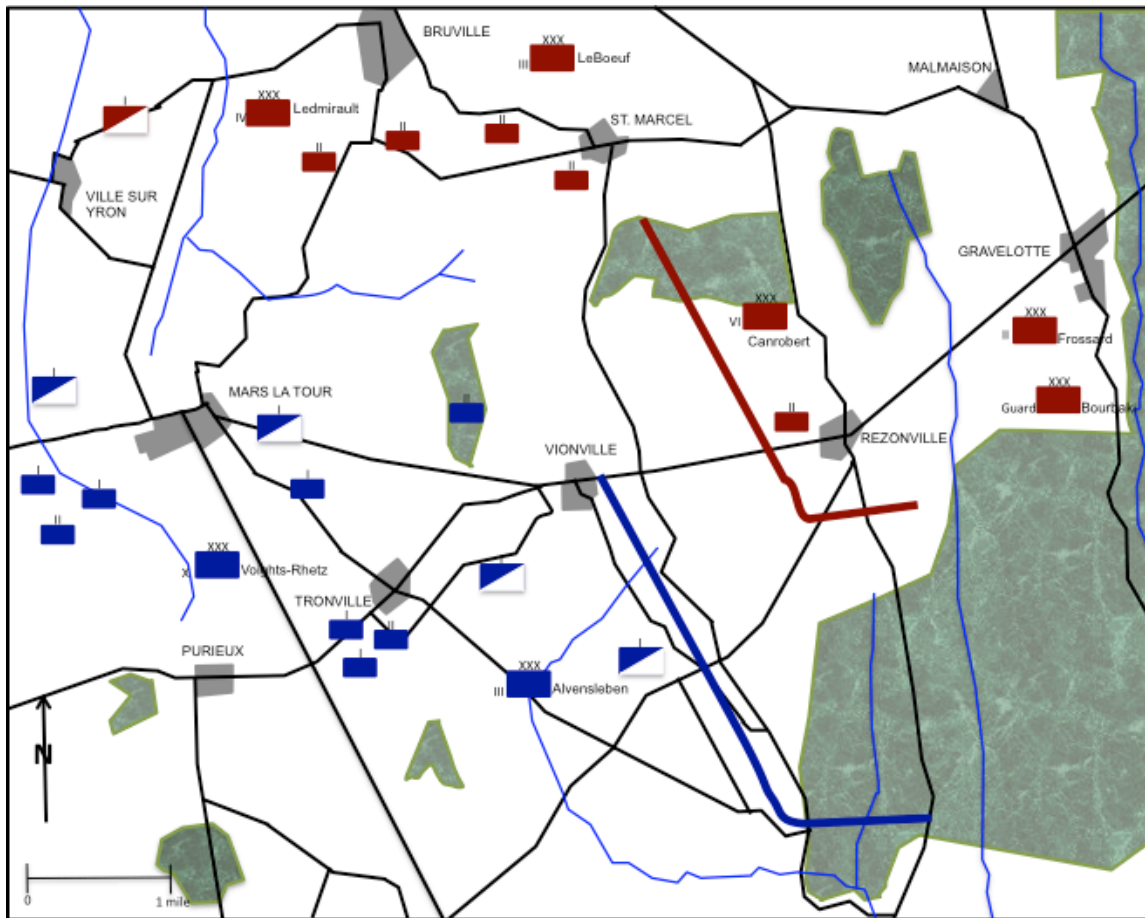 BRUVILLE
XXX
III LeBoeuf
MALMAISON
I
XXX
IV Ledmirault
II
II
II
ST. MARCEL
II
VILLE SUR
YRON
GRAVELOTTE
XXX
VI
Canrobert
XXX
Frossard
XXX
Guard Bourbaki
I
MARS LA TOUR
I
II
REZONVILLE
VIONVILLE
I
I
I
II
XXX
X Voights-Rhetz
I
TRONVILLE
I
II
I
I
PURIEUX
XXX
III Alvensleben
N
0
1 mile